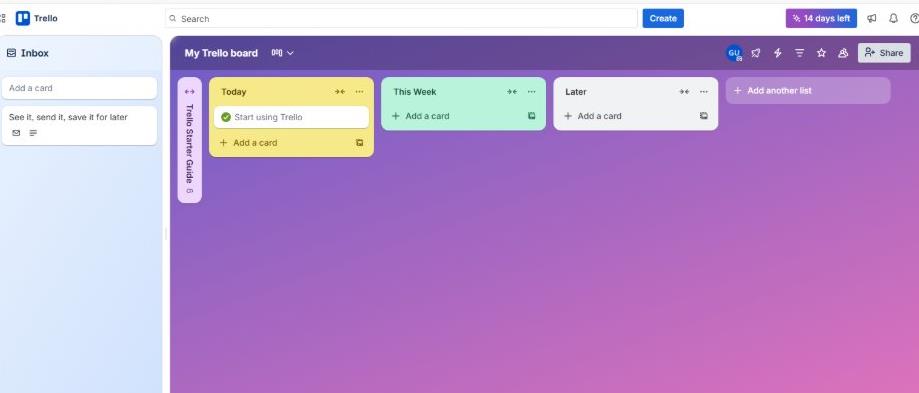 Trello
Search
Create
14 days left
Inbox
Add a card
See it, send it, save it for later
My Trello board
GU
Share
Trello Starter Guide 6
Today
Start using Trello
Add a card
This Week
Add a card
Later
Add a card
Add another list